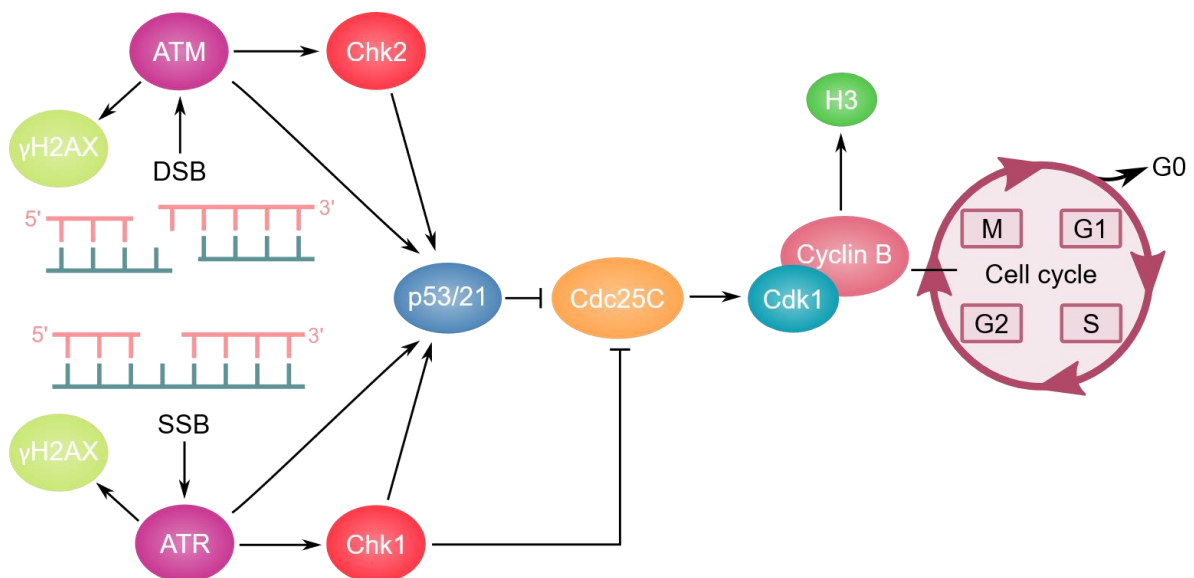 ATM
Chk2
γH2AX
DSB
H3
G0
5'
3'
M
G1
Cyclin B
Cell cycle
p53/21
Cdc25C
Cdk1
G2
S
5'
3'
SSB
γH2AX
ATR
Chk1